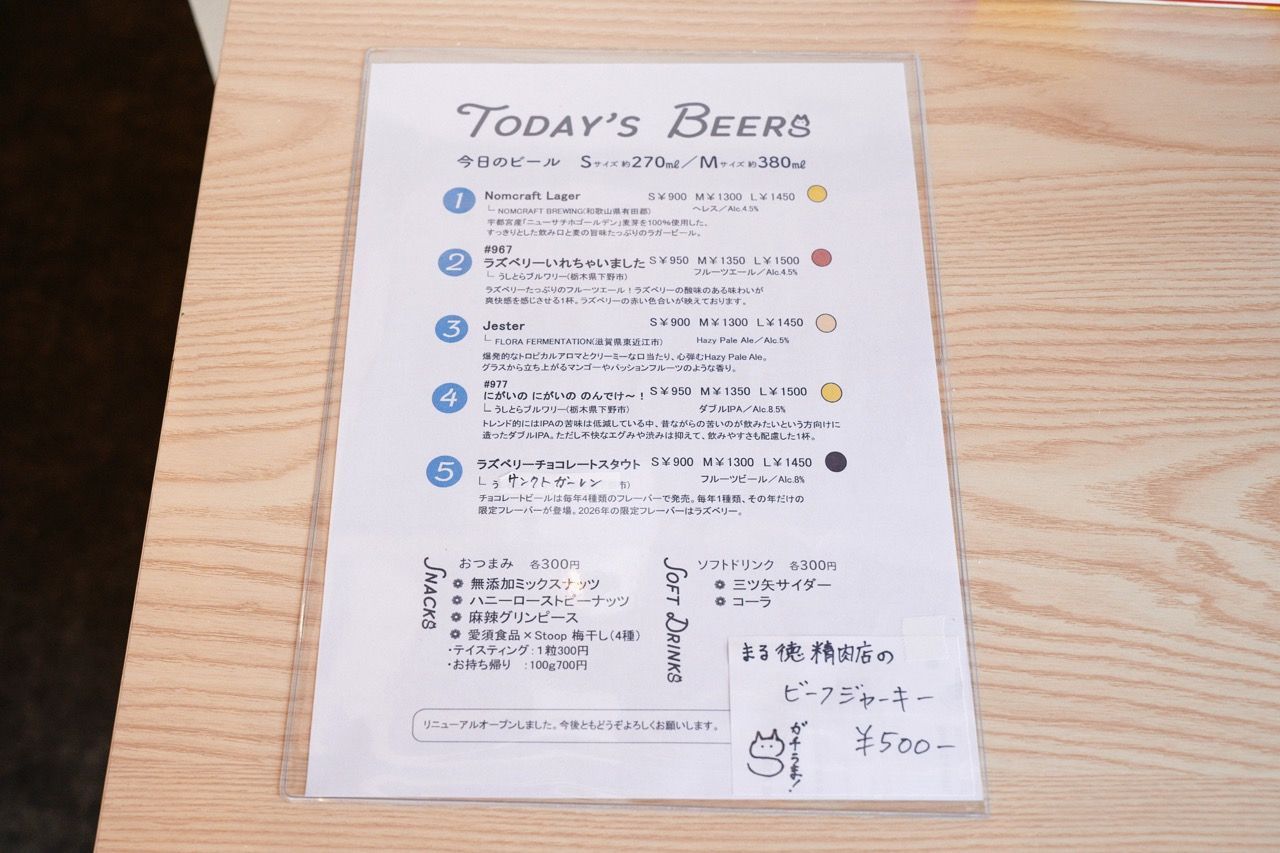 TODAY'S BEERS
今日のビール Sサイズ 約270㎖/Mサイズ 約380㎖
1 Nomcraft Lager S¥900 M¥1300 L¥1450
└ NOMCRAFT BREWING(和歌山県有田郡) ヘレス/Alc.4.5%
宇都宮産「ニューサチホゴールデン」麦芽を100%使用した、
すっきりとした飲み口と麦の旨味たっぷりのラガービール。
#967
2 ラズベリーいれちゃいました S¥950 M¥1350 L¥1500
└ うしとらブルワリー(栃木県下野市) フルーツエール/Alc.4.5%
ラズベリーたっぷりのフルーツエール!ラズベリーの酸味のある味わいが
爽快感を感じさせる1杯。ラズベリーの赤い色合いが映えております。
3 Jester S¥900 M¥1300 L¥1450
└ FLORA FERMENTATION(滋賀県東近江市) Hazy Pale Ale/Alc.5%
爆発的なトロピカルアロマとクリーミーな口当たり、心弾むHazy Pale Ale。
グラスから立ち上がるマンゴーやパッションフルーツのような香り。
#977
4 にがいの にがいの のんでけ〜! S¥950 M¥1350 L¥1500
└ うしとらブルワリー(栃木県下野市) ダブルIPA/Alc.8.5%
トレンド的にはIPAの苦味は低減している中、昔ながらの苦いのが飲みたいという方向けに
造ったダブルIPA。ただし不快なエグみや渋みは抑えて、飲みやすさも配慮した1杯。
5 ラズベリーチョコレートスタウト S¥900 M¥1300 L¥1450
└ う サンクトガーレン 市) フルーツビール/Alc.8%
チョコレートビールは毎年4種類のフレーバーで発売。毎年1種類、その年だけの
限定フレーバーが登場。2026年の限定フレーバーはラズベリー。
SNACKS
おつまみ 各300円
無添加ミックスナッツ
ハニーローストピーナッツ
麻辣グリンピース
愛須食品×Stoop 梅干し(4種)
・テイスティング:1粒300円
・お持ち帰り :100g700円
SOFT DRINKS
ソフトドリンク 各300円
三ツ矢サイダー
コーラ
リニューアルオープンしました。今後ともどうぞよろしくお願いします。
まる徳精肉店の
ビーフジャーキー
¥500-
ガチうま!